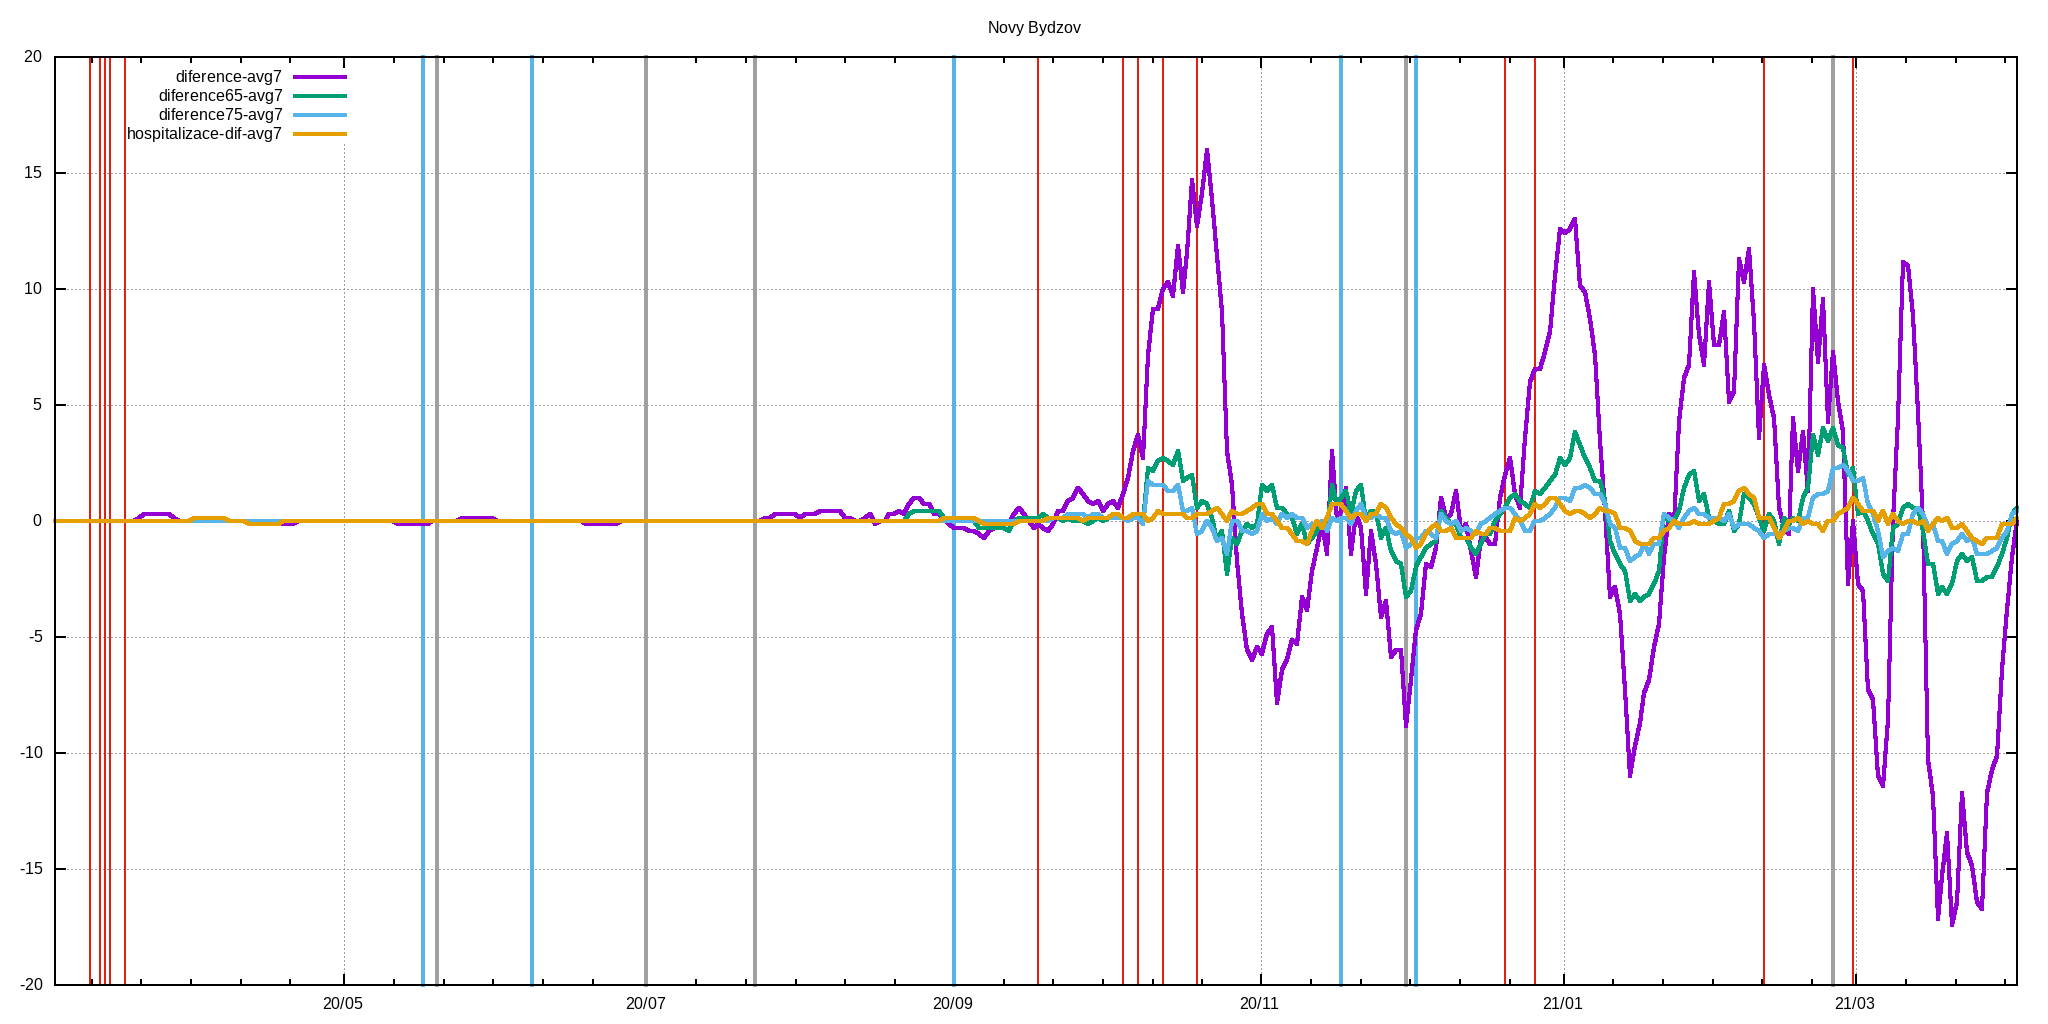 Novy Bydzov
diference-avg7
diference65-avg7
diference75-avg7
hospitalizace-dif-avg7
20
15
10
5
0
-5
-10
-15
-20
20/05 20/07 20/09 20/11 21/01 21/03